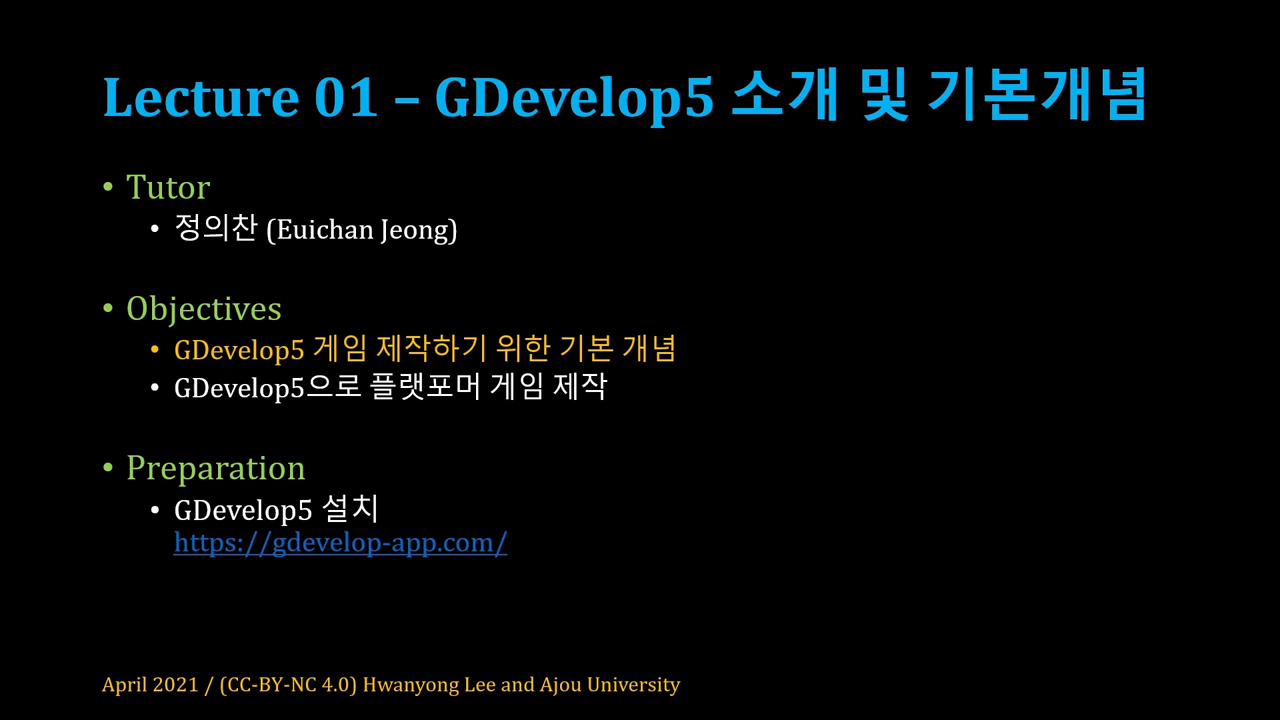 Lecture 01 – GDevelop5 소개 및 기본개념
• Tutor
• 정의찬 (Euichan Jeong)
• Objectives
• GDevelop5 게임 제작하기 위한 기본 개념
• GDevelop5으로 플랫포머 게임 제작
• Preparation
• GDevelop5 설치
https://gdevelop-app.com/
April 2021 / (CC-BY-NC 4.0) Hwanyong Lee and Ajou University